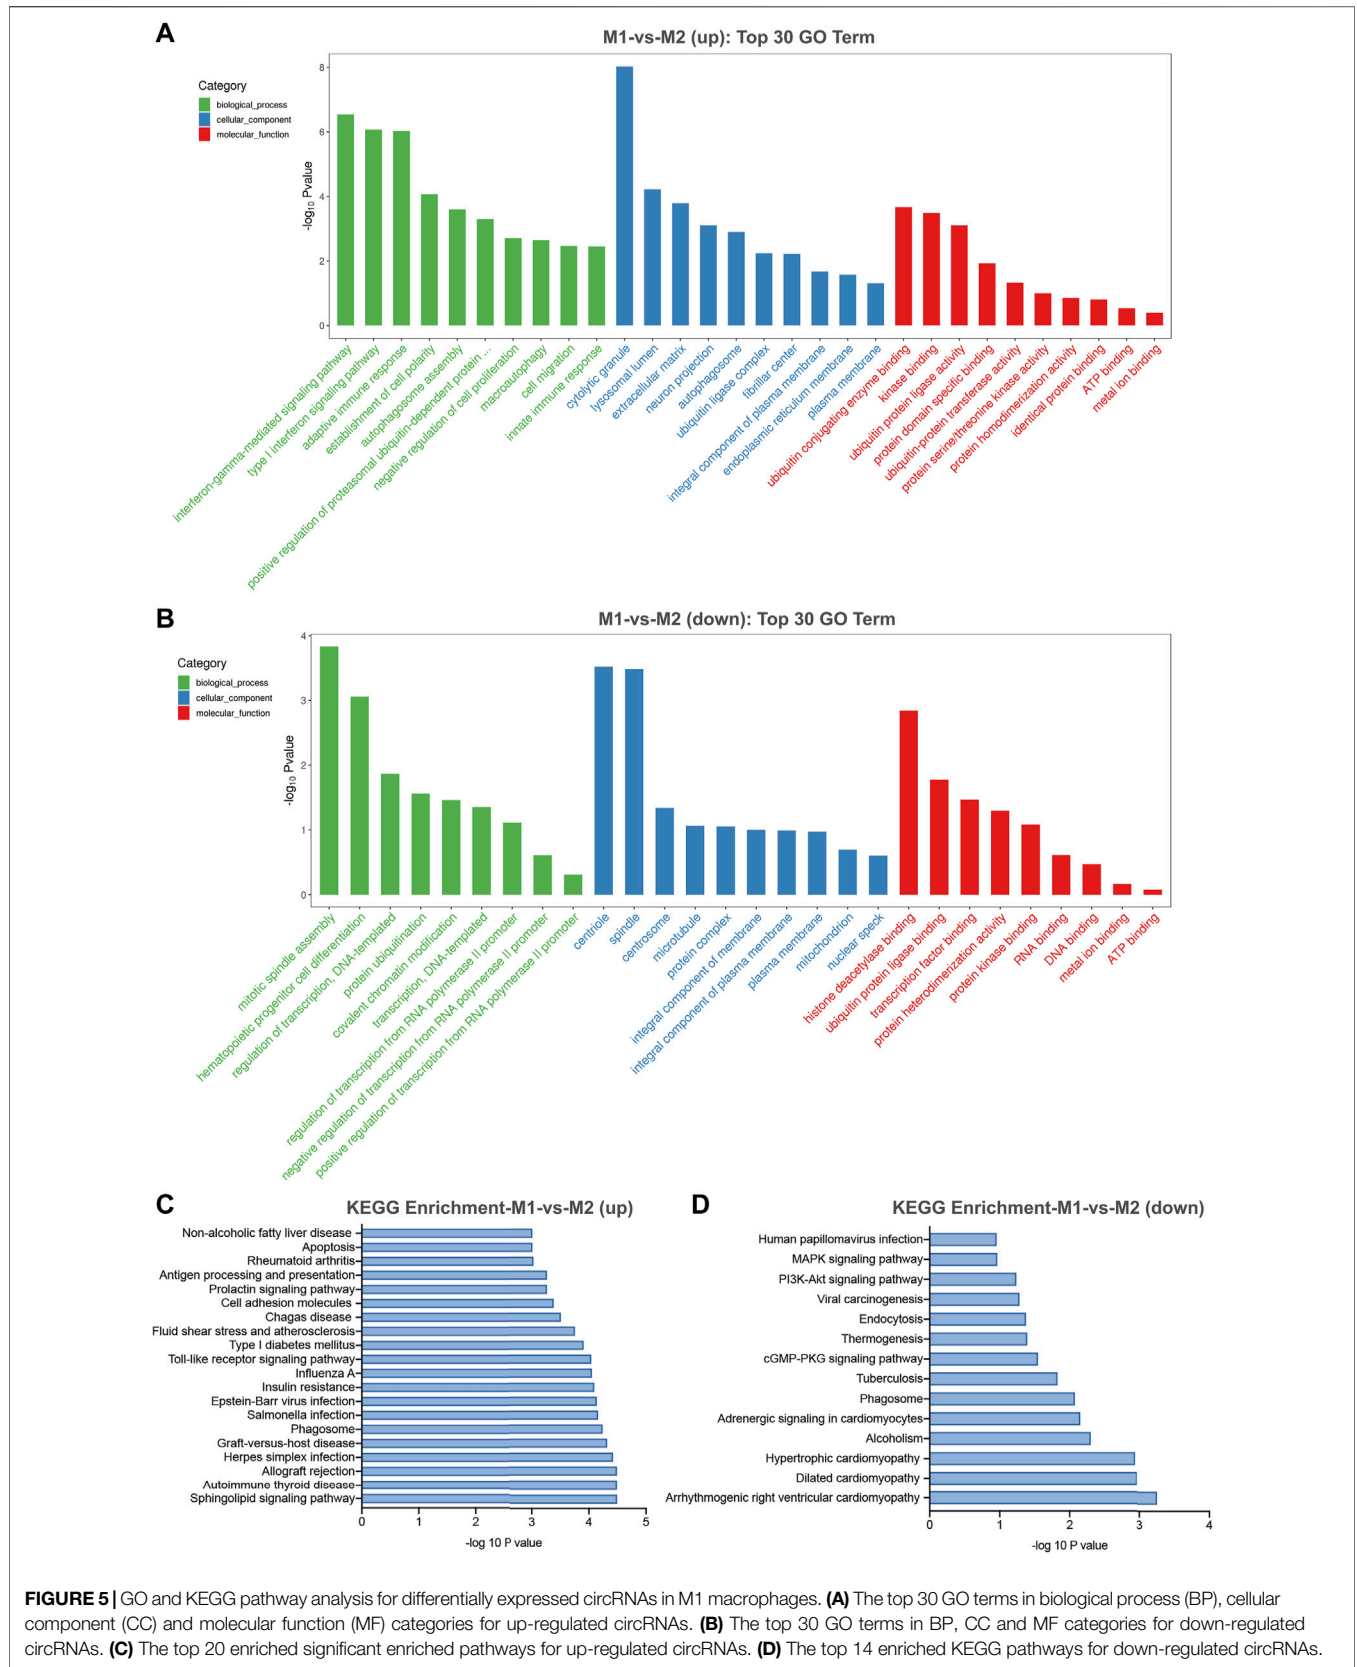 A
M1-vs-M2 (up): Top 30 GO Term
Category
biological_process
cellular_component
molecular_function
-log10 Pvalue
8
6
4
2
0
interferon-gamma-mediated signaling pathway
type I interferon signaling pathway
adaptive immune response
establishment of cell polarity
autophagosome assembly
positive regulation of proteasomal ubiquitin-dependent protein ...
negative regulation of cell proliferation
macroautophagy
cell migration
innate immune response
cytolytic granule
lysosomal lumen
extracellular matrix
neuron projection
autophagosome
ubiquitin ligase complex
fibrillar center
integral component of plasma membrane
endoplasmic reticulum membrane
plasma membrane
ubiquitin conjugating enzyme binding
kinase binding
ubiquitin protein ligase activity
protein domain specific binding
ubiquitin-protein transferase activity
protein serine/threonine kinase activity
protein homodimerization activity
identical protein binding
ATP binding
metal ion binding
B
M1-vs-M2 (down): Top 30 GO Term
Category
biological_process
cellular_component
molecular_function
-log10 Pvalue
4
3
2
1
0
mitotic spindle assembly
hematopoietic progenitor cell differentiation
regulation of transcription, DNA-templated
protein ubiquitination
covalent chromatin modification
transcription, DNA-templated
regulation of transcription from RNA polymerase II promoter
negative regulation of transcription from RNA polymerase II promoter
positive regulation of transcription from RNA polymerase II promoter
centriole
spindle
centrosome
microtubule
protein complex
integral component of membrane
integral component of plasma membrane
plasma membrane
mitochondrion
nuclear speck
histone deacetylase binding
ubiquitin protein ligase binding
transcription factor binding
protein heterodimerization activity
protein kinase binding
RNA binding
DNA binding
metal ion binding
ATP binding
C
KEGG Enrichment-M1-vs-M2 (up)
Non-alcoholic fatty liver disease
Apoptosis
Rheumatoid arthritis
Antigen processing and presentation
Prolactin signaling pathway
Cell adhesion molecules
Chagas disease
Fluid shear stress and atherosclerosis
Type I diabetes mellitus
Toll-like receptor signaling pathway
Influenza A
Insulin resistance
Epstein-Barr virus infection
Salmonella infection
Phagosome
Graft-versus-host disease
Herpes simplex infection
Allograft rejection
Autoimmune thyroid disease
Sphingolipid signaling pathway
0 1 2 3 4 5
-log 10 P value
D
KEGG Enrichment-M1-vs-M2 (down)
Human papillomavirus infection
MAPK signaling pathway
PI3K-Akt signaling pathway
Viral carcinogenesis
Endocytosis
Thermogenesis
cGMP-PKG signaling pathway
Tuberculosis
Phagosome
Adrenergic signaling in cardiomyocytes
Alcoholism
Hypertrophic cardiomyopathy
Dilated cardiomyopathy
Arrhythmogenic right ventricular cardiomyopathy
0 1 2 3 4
-log 10 P value
FIGURE 5 | GO and KEGG pathway analysis for differentially expressed circRNAs in M1 macrophages. (A) The top 30 GO terms in biological process (BP), cellular
component (CC) and molecular function (MF) categories for up-regulated circRNAs. (B) The top 30 GO terms in BP, CC and MF categories for down-regulated
circRNAs. (C) The top 20 enriched significant enriched pathways for up-regulated circRNAs. (D) The top 14 enriched KEGG pathways for down-regulated circRNAs.